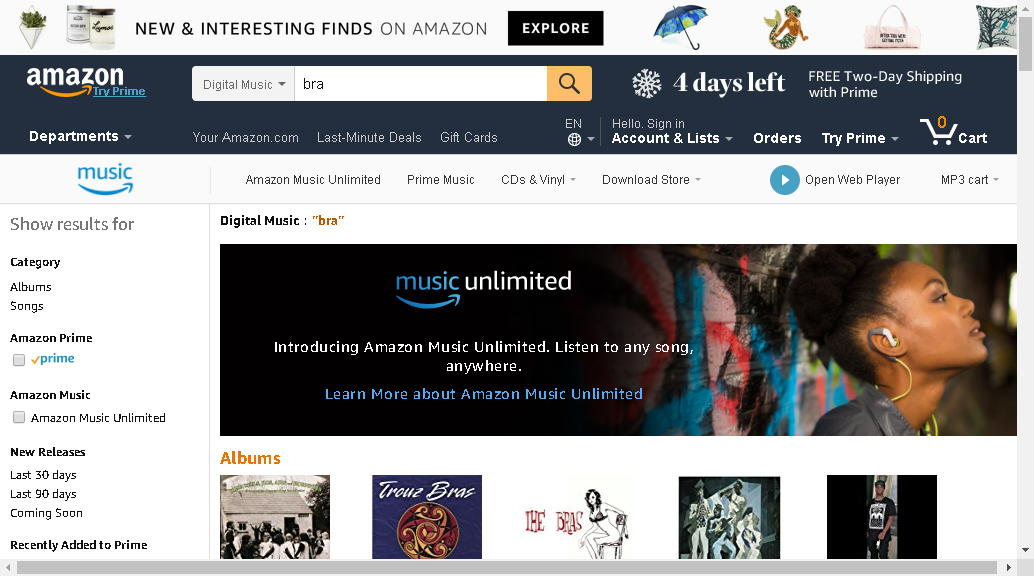 NEW & INTERESTING FINDS ON AMAZON EXPLORE
amazon
Try Prime
Digital Music bra
4 days left
FREE Two-Day Shipping
with Prime
Departments
Your Amazon.com Last-Minute Deals Gift Cards
EN
Hello. Sign in
Account & Lists
Orders
Try Prime
0
Cart
music
Amazon Music Unlimited Prime Music CDs & Vinyl Download Store Open Web Player MP3 cart
Show results for
Category
Albums
Songs
Amazon Prime
prime
Amazon Music
Amazon Music Unlimited
New Releases
Last 30 days
Last 90 days
Coming Soon
Recently Added to Prime
Digital Music : "bra"
music unlimited
Introducing Amazon Music Unlimited. Listen to any song,
anywhere.
Learn More about Amazon Music Unlimited
Albums
Trouz Bras
THE BRAS